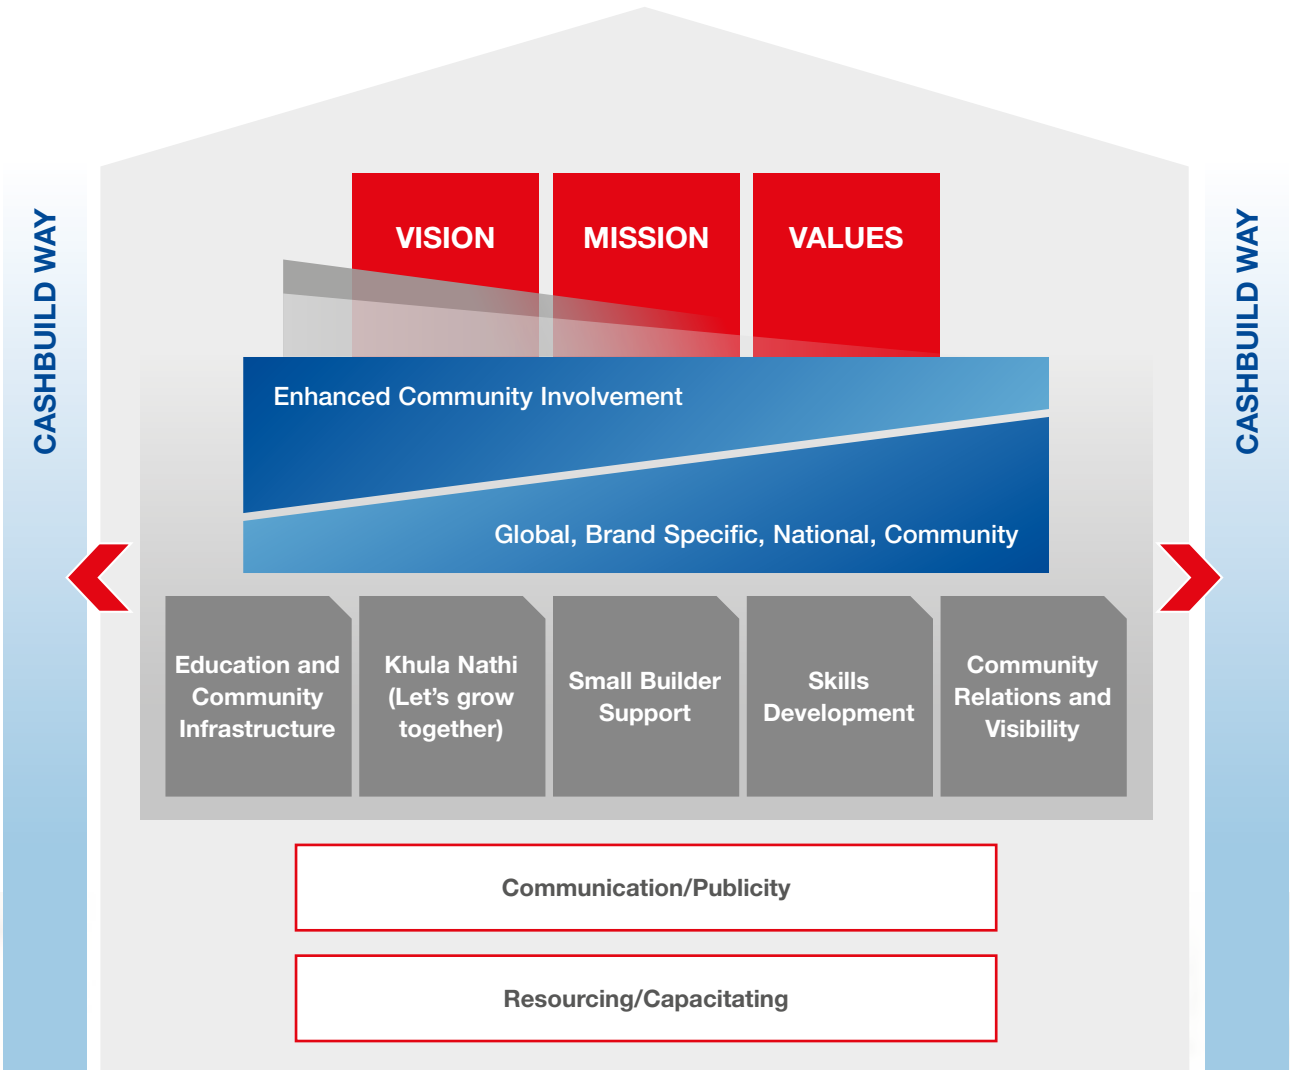 CASHBUILD WAY
VISION
MISSION
VALUES
Enhanced Community Involvement
Global, Brand Specific, National, Community
Education and
Community
Infrastructure
Khula Nathi
(Let’s grow
together)
Small Builder
Support
Skills
Development
Community
Relations and
Visibility
Communication/Publicity
Resourcing/Capacitating
CASHBUILD WAY